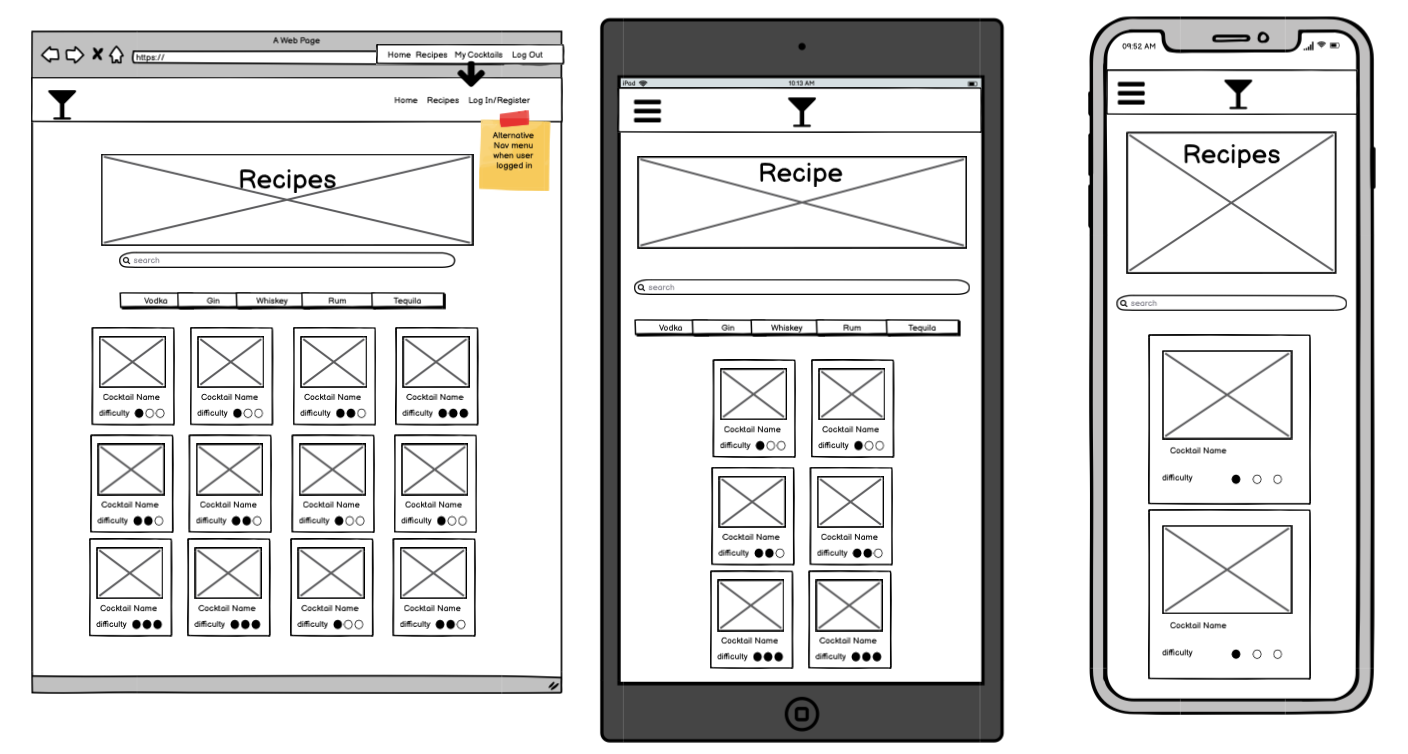 A Web Page
https://
Home Recipes My Cocktails Log Out
Home Recipes Log In/Register
Alternative
Nav menu
when user
logged in
Recipes
search
Vodka Gin Whiskey Rum Tequila
Cocktail Name Cocktail Name Cocktail Name Cocktail Name
difficulty difficulty difficulty difficulty
Cocktail Name Cocktail Name Cocktail Name Cocktail Name
difficulty difficulty difficulty difficulty
Cocktail Name Cocktail Name Cocktail Name Cocktail Name
difficulty difficulty difficulty difficulty
iPad 10:13 AM
Recipe
search
Vodka Gin Whiskey Rum Tequila
Cocktail Name Cocktail Name
difficulty difficulty
Cocktail Name Cocktail Name
difficulty difficulty
Cocktail Name Cocktail Name
difficulty difficulty
09:52 AM
Recipes
search
Cocktail Name
difficulty
Cocktail Name
difficulty